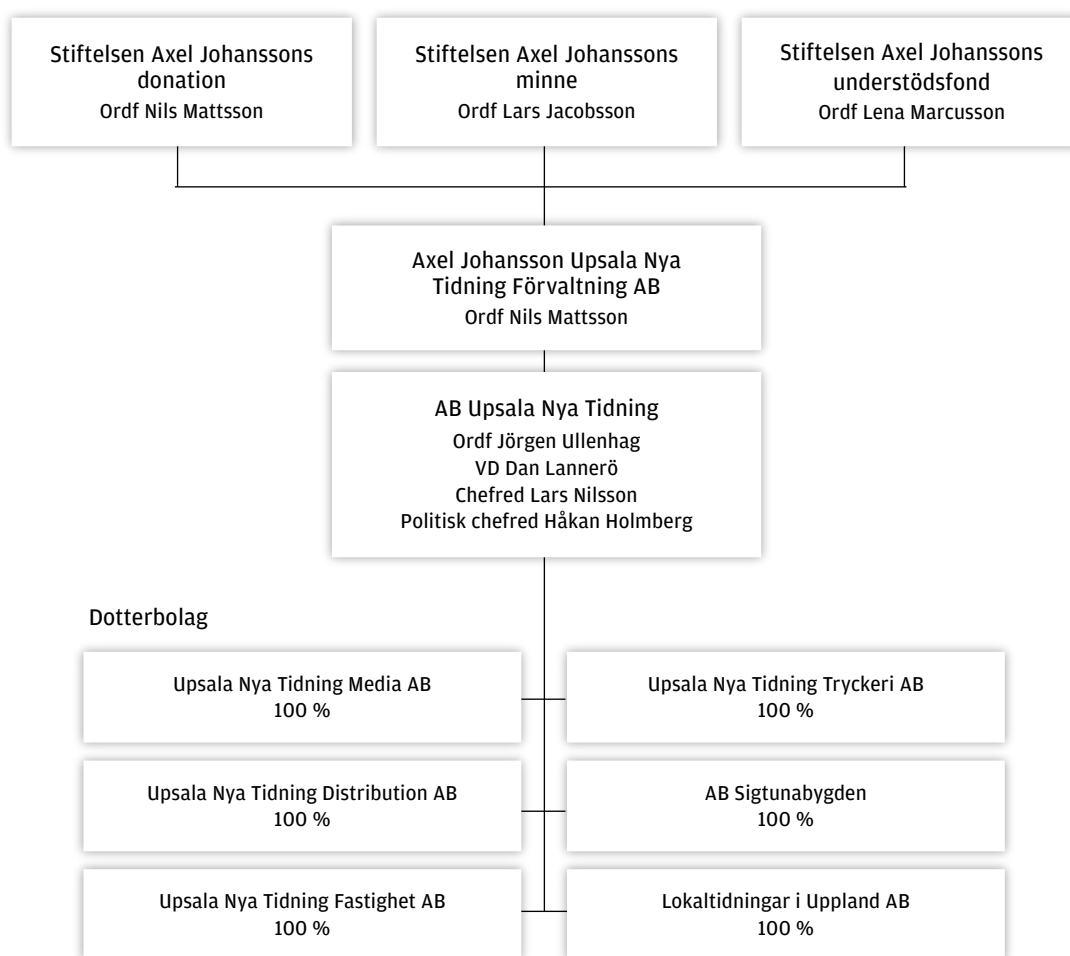 Stiftelsen Axel Johanssons
donation
Ordf Nils Mattsson
Stiftelsen Axel Johanssons
minne
Ordf Lars Jacobsson
Stiftelsen Axel Johanssons
understödsfond
Ordf Lena Marcusson
Axel Johansson Upsala Nya
Tidning Förvaltning AB
Ordf Nils Mattsson
AB Upsala Nya Tidning
Ordf Jörgen Ullenhag
VD Dan Lannerö
Chefred Lars Nilsson
Politisk chefred Håkan Holmberg
Dotterbolag
Upsala Nya Tidning Media AB
100 %
Upsala Nya Tidning Tryckeri AB
100 %
Upsala Nya Tidning Distribution AB
100 %
AB Sigtunabygden
100 %
Upsala Nya Tidning Fastighet AB
100 %
Lokaltidningar i Uppland AB
100 %